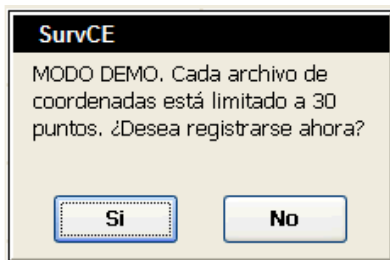 SurvCE
MODO DEMO. Cada archivo de
coordenadas está limitado a 30
puntos. ¿Desea registrarse ahora?
Si
No